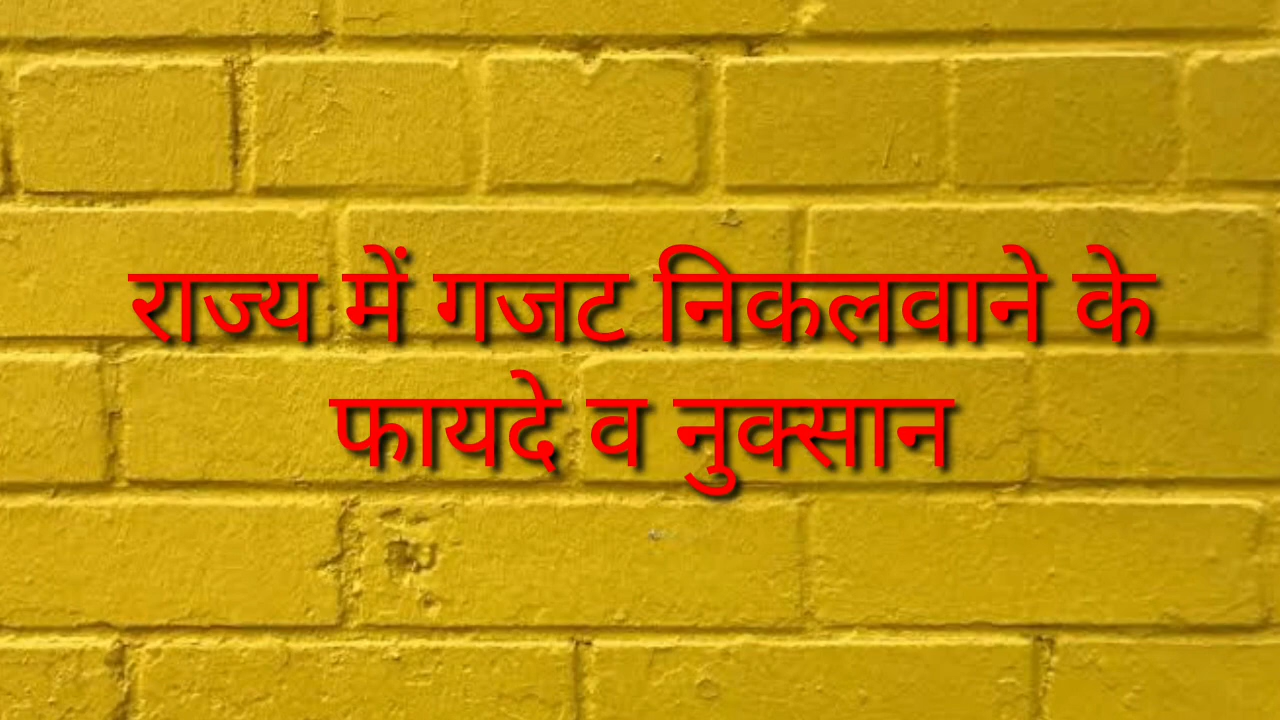 राज्य में गजट निकलवाने के
फायदे व नुक्सान